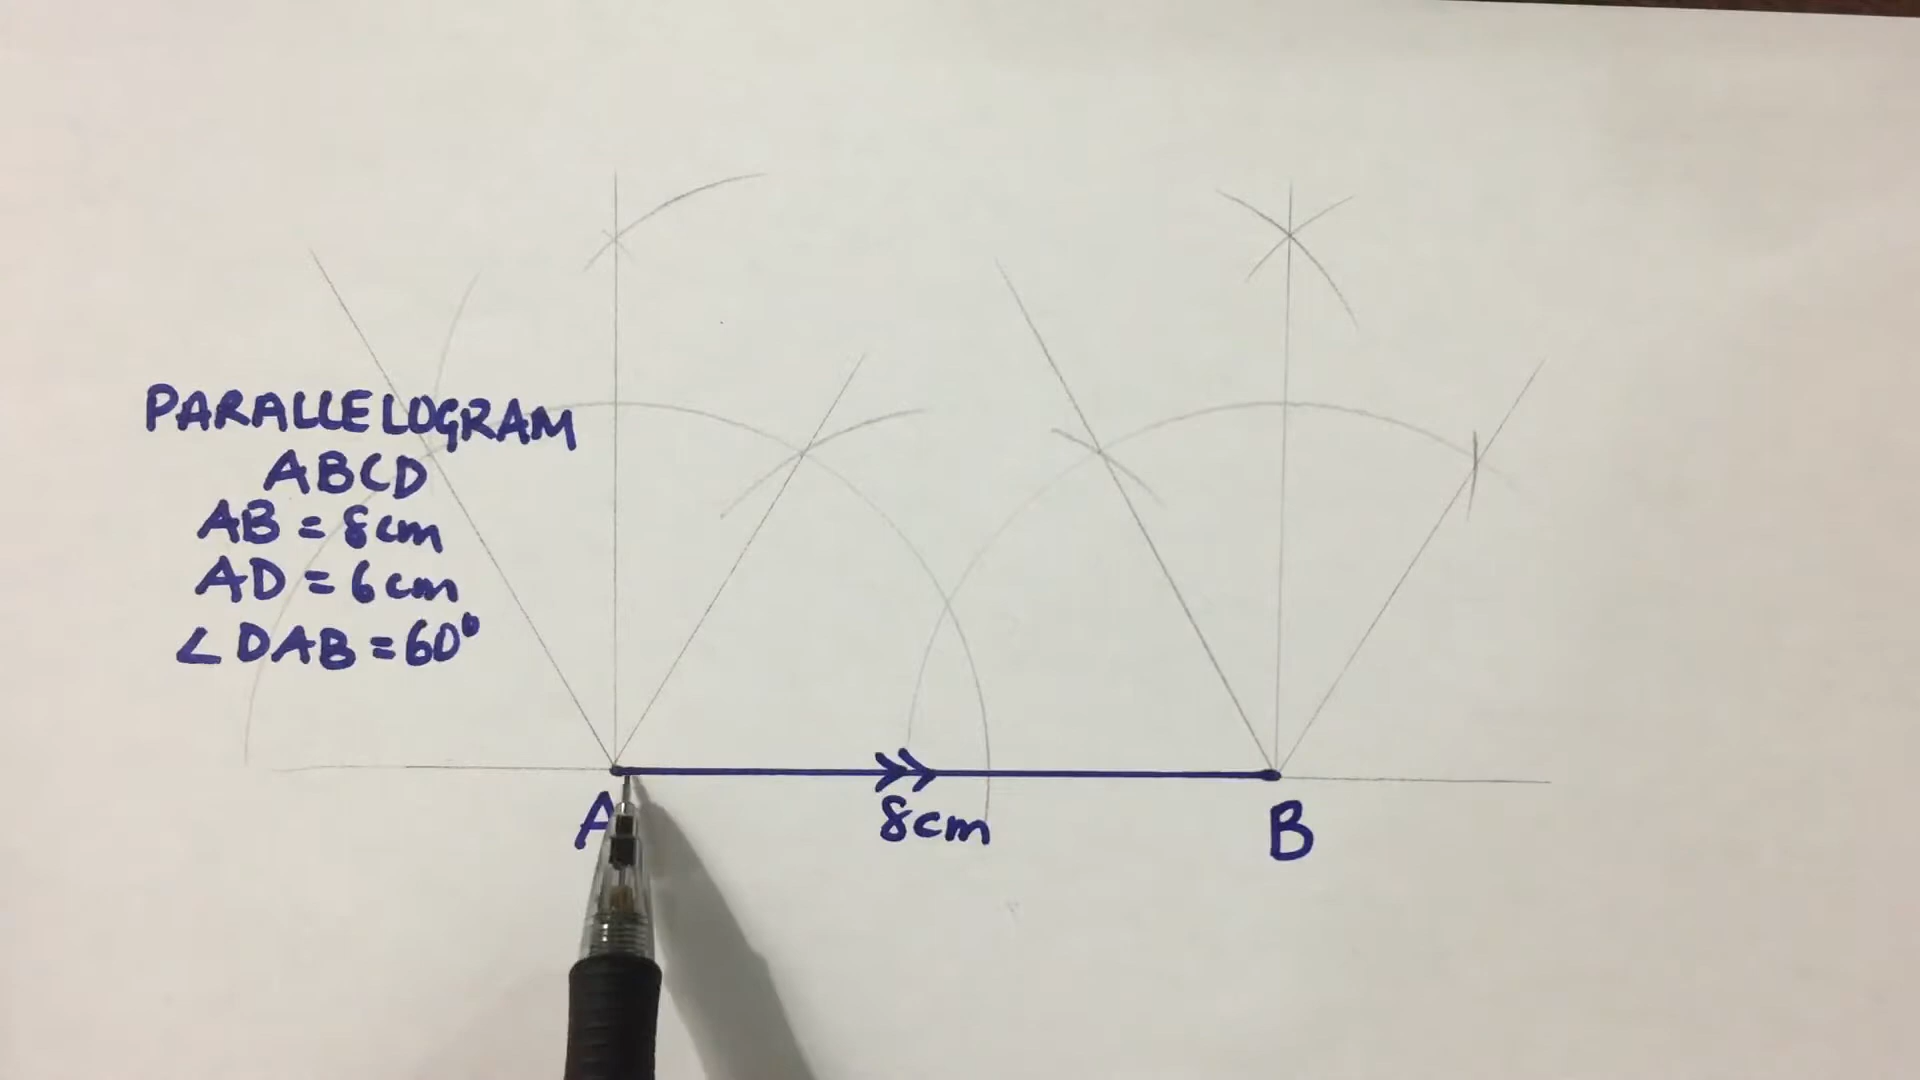 PARALLELOGRAM
ABCD
AB = 8cm
AD = 6cm
∠DAB = 60°
A
8cm
B